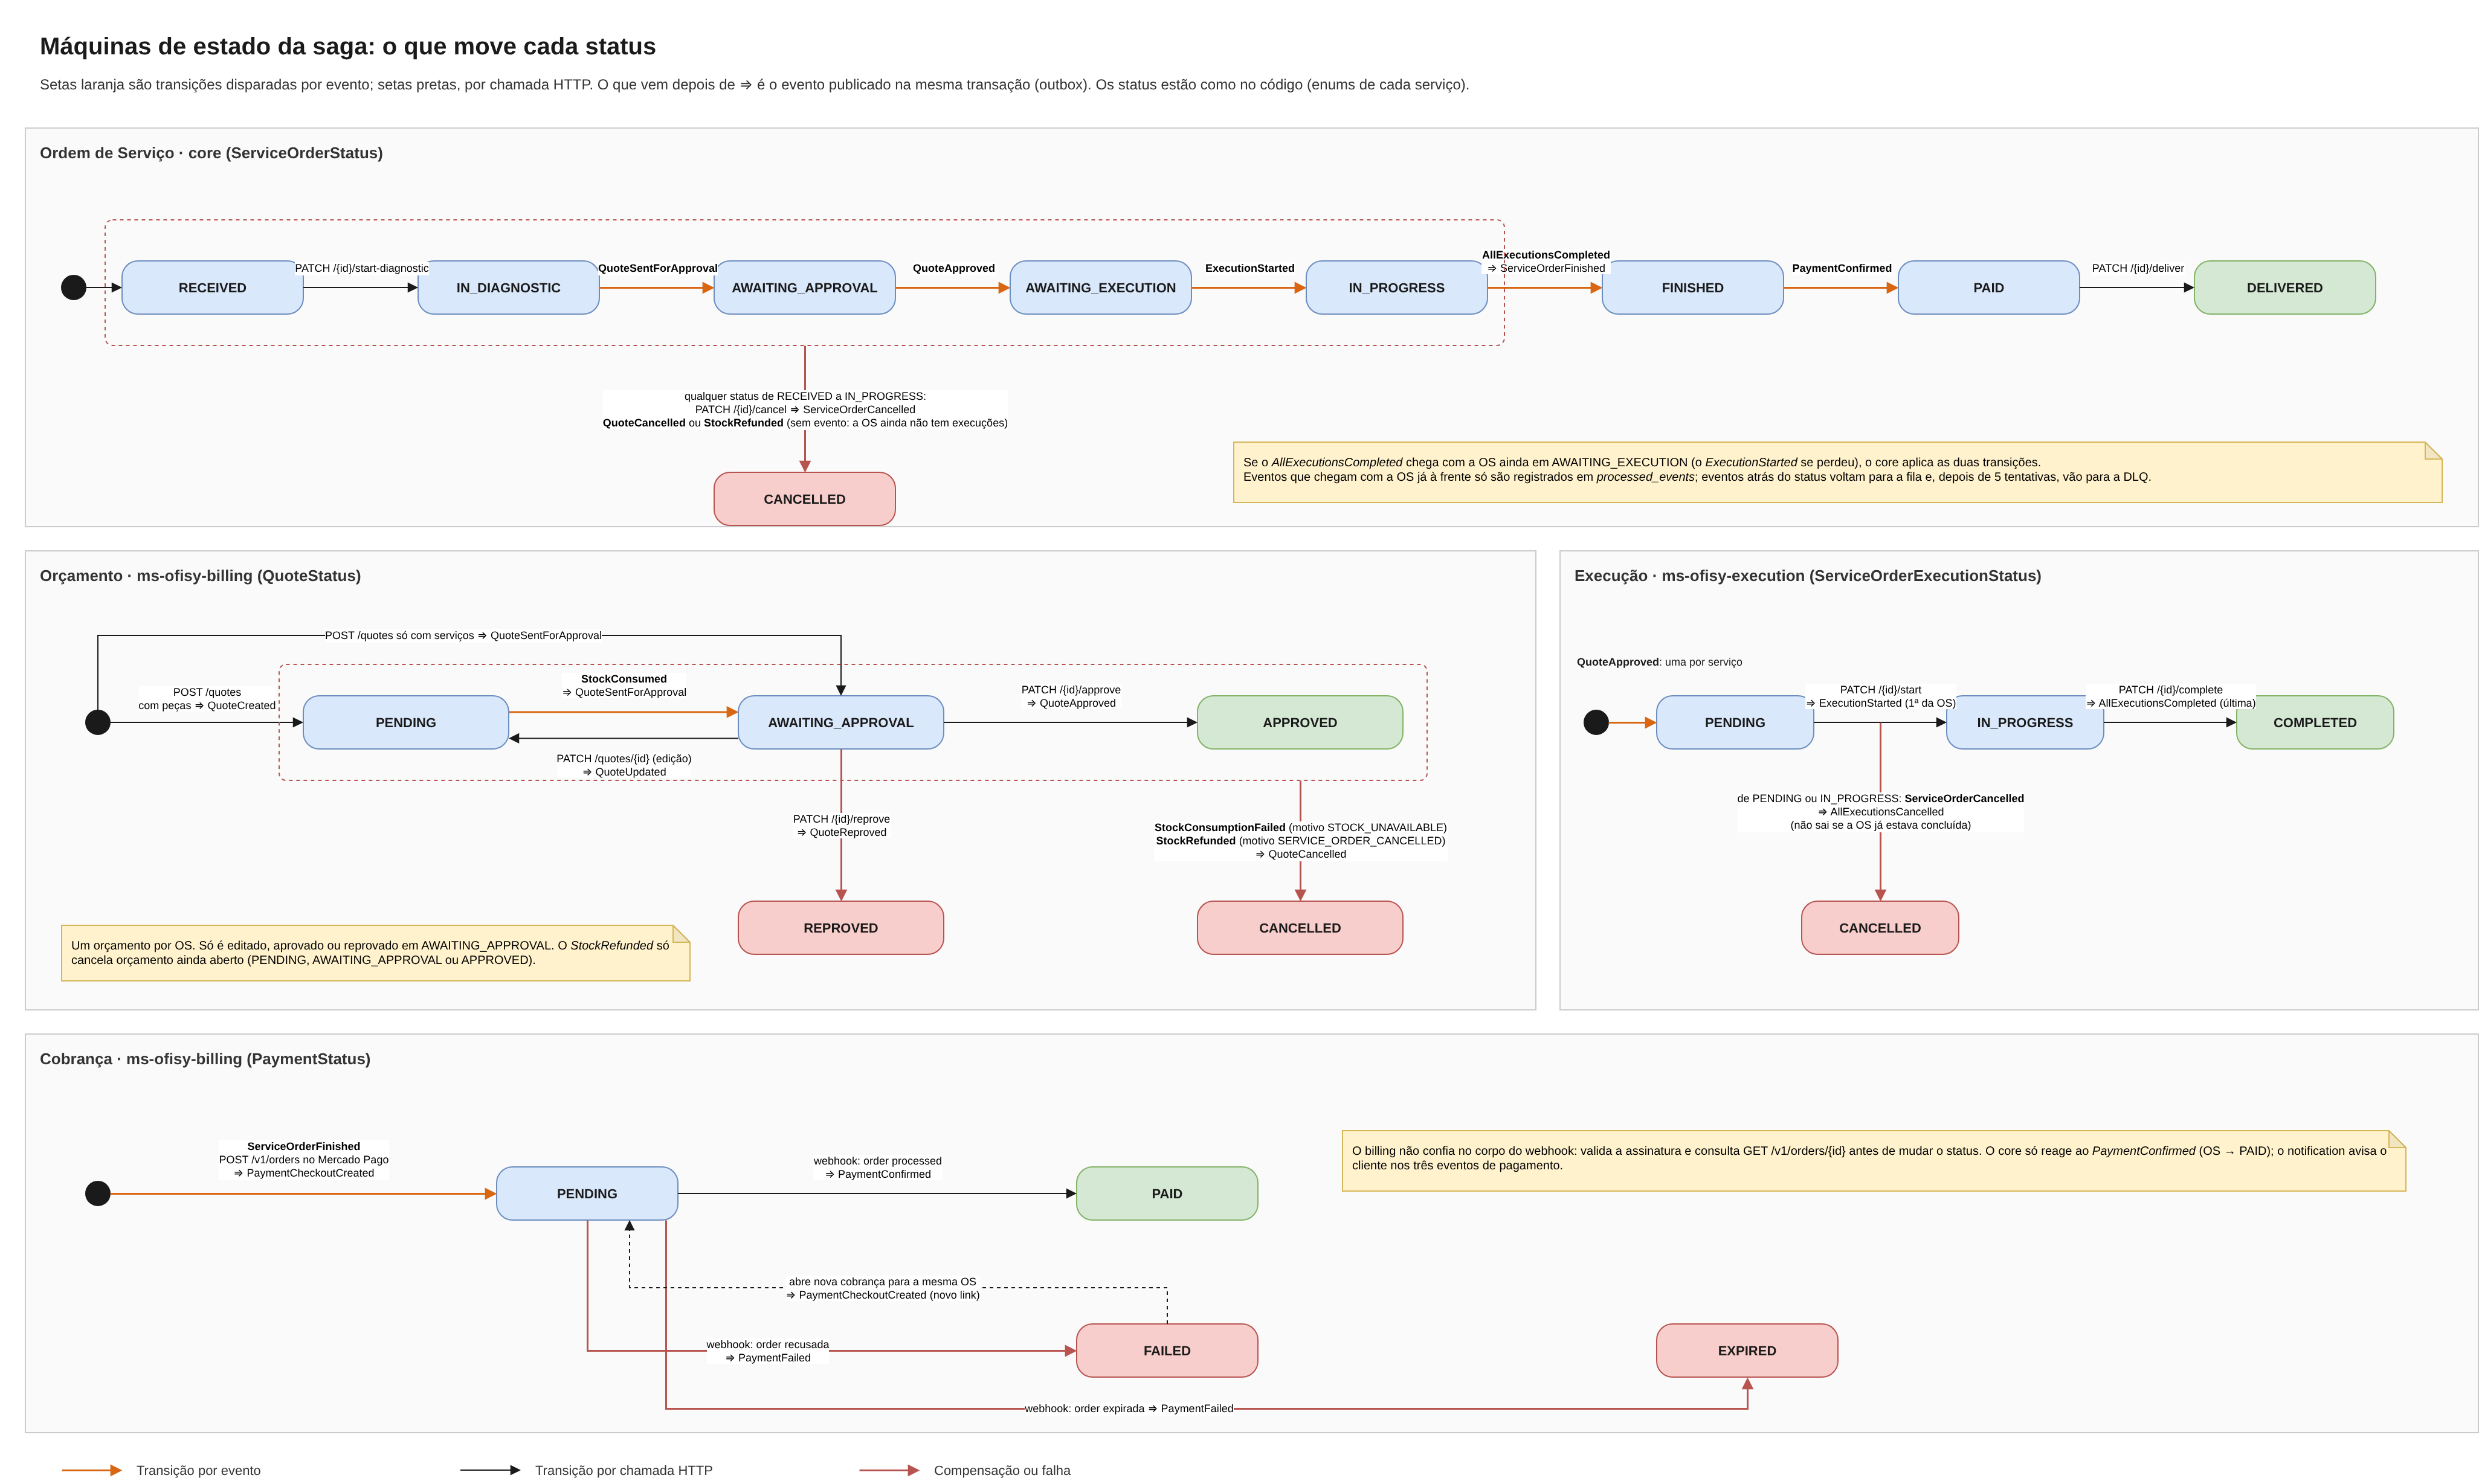 Máquinas de estado da saga: o que move cada status
Setas laranja são transições disparadas por evento; setas pretas, por chamada HTTP. O que vem depois de ⇒ é o evento publicado na mesma transação (outbox). Os status estão como no código (enums de cada serviço).
Ordem de Serviço · core (ServiceOrderStatus)
RECEIVED
PATCH /{id}/start-diagnostic
IN_DIAGNOSTIC
QuoteSentForApproval
AWAITING_APPROVAL
QuoteApproved
AWAITING_EXECUTION
ExecutionStarted
IN_PROGRESS
AllExecutionsCompleted
⇒ ServiceOrderFinished
FINISHED
PaymentConfirmed
PAID
PATCH /{id}/deliver
DELIVERED
qualquer status de RECEIVED a IN_PROGRESS:
PATCH /{id}/cancel ⇒ ServiceOrderCancelled
QuoteCancelled ou StockRefunded (sem evento: a OS ainda não tem execuções)
CANCELLED
Se o AllExecutionsCompleted chega com a OS ainda em AWAITING_EXECUTION (o ExecutionStarted se perdeu), o core aplica as duas transições.
Eventos que chegam com a OS já à frente só são registrados em processed_events; eventos atrás do status voltam para a fila e, depois de 5 tentativas, vão para a DLQ.
Orçamento · ms-ofisy-billing (QuoteStatus)
POST /quotes só com serviços ⇒ QuoteSentForApproval
POST /quotes
com peças ⇒ QuoteCreated
PENDING
StockConsumed
⇒ QuoteSentForApproval
PATCH /quotes/{id} (edição)
⇒ QuoteUpdated
AWAITING_APPROVAL
PATCH /{id}/approve
⇒ QuoteApproved
APPROVED
PATCH /{id}/reprove
⇒ QuoteReproved
StockConsumptionFailed (motivo STOCK_UNAVAILABLE)
StockRefunded (motivo SERVICE_ORDER_CANCELLED)
⇒ QuoteCancelled
REPROVED
CANCELLED
Um orçamento por OS. Só é editado, aprovado ou reprovado em AWAITING_APPROVAL. O StockRefunded só
cancela orçamento ainda aberto (PENDING, AWAITING_APPROVAL ou APPROVED).
Execução · ms-ofisy-execution (ServiceOrderExecutionStatus)
QuoteApproved: uma por serviço
PENDING
PATCH /{id}/start
⇒ ExecutionStarted (1ª da OS)
IN_PROGRESS
PATCH /{id}/complete
⇒ AllExecutionsCompleted (última)
COMPLETED
de PENDING ou IN_PROGRESS: ServiceOrderCancelled
⇒ AllExecutionsCancelled
(não sai se a OS já estava concluída)
CANCELLED
Cobrança · ms-ofisy-billing (PaymentStatus)
ServiceOrderFinished
POST /v1/orders no Mercado Pago
⇒ PaymentCheckoutCreated
PENDING
webhook: order processed
⇒ PaymentConfirmed
PAID
O billing não confia no corpo do webhook: valida a assinatura e consulta GET /v1/orders/{id} antes de mudar o status. O core só reage ao PaymentConfirmed (OS → PAID); o notification avisa o
cliente nos três eventos de pagamento.
abre nova cobrança para a mesma OS
⇒ PaymentCheckoutCreated (novo link)
webhook: order recusada
⇒ PaymentFailed
FAILED
EXPIRED
webhook: order expirada ⇒ PaymentFailed
Transição por evento
Transição por chamada HTTP
Compensação ou falha